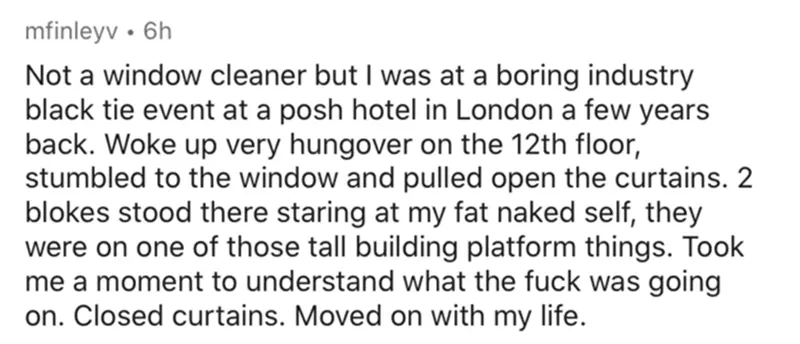 mfinleyv • 6h
Not a window cleaner but I was at a boring industry
black tie event at a posh hotel in London a few years
back. Woke up very hungover on the 12th floor,
stumbled to the window and pulled open the curtains. 2
blokes stood there staring at my fat naked self, they
were on one of those tall building platform things. Took
me a moment to understand what the fuck was going
on. Closed curtains. Moved on with my life.